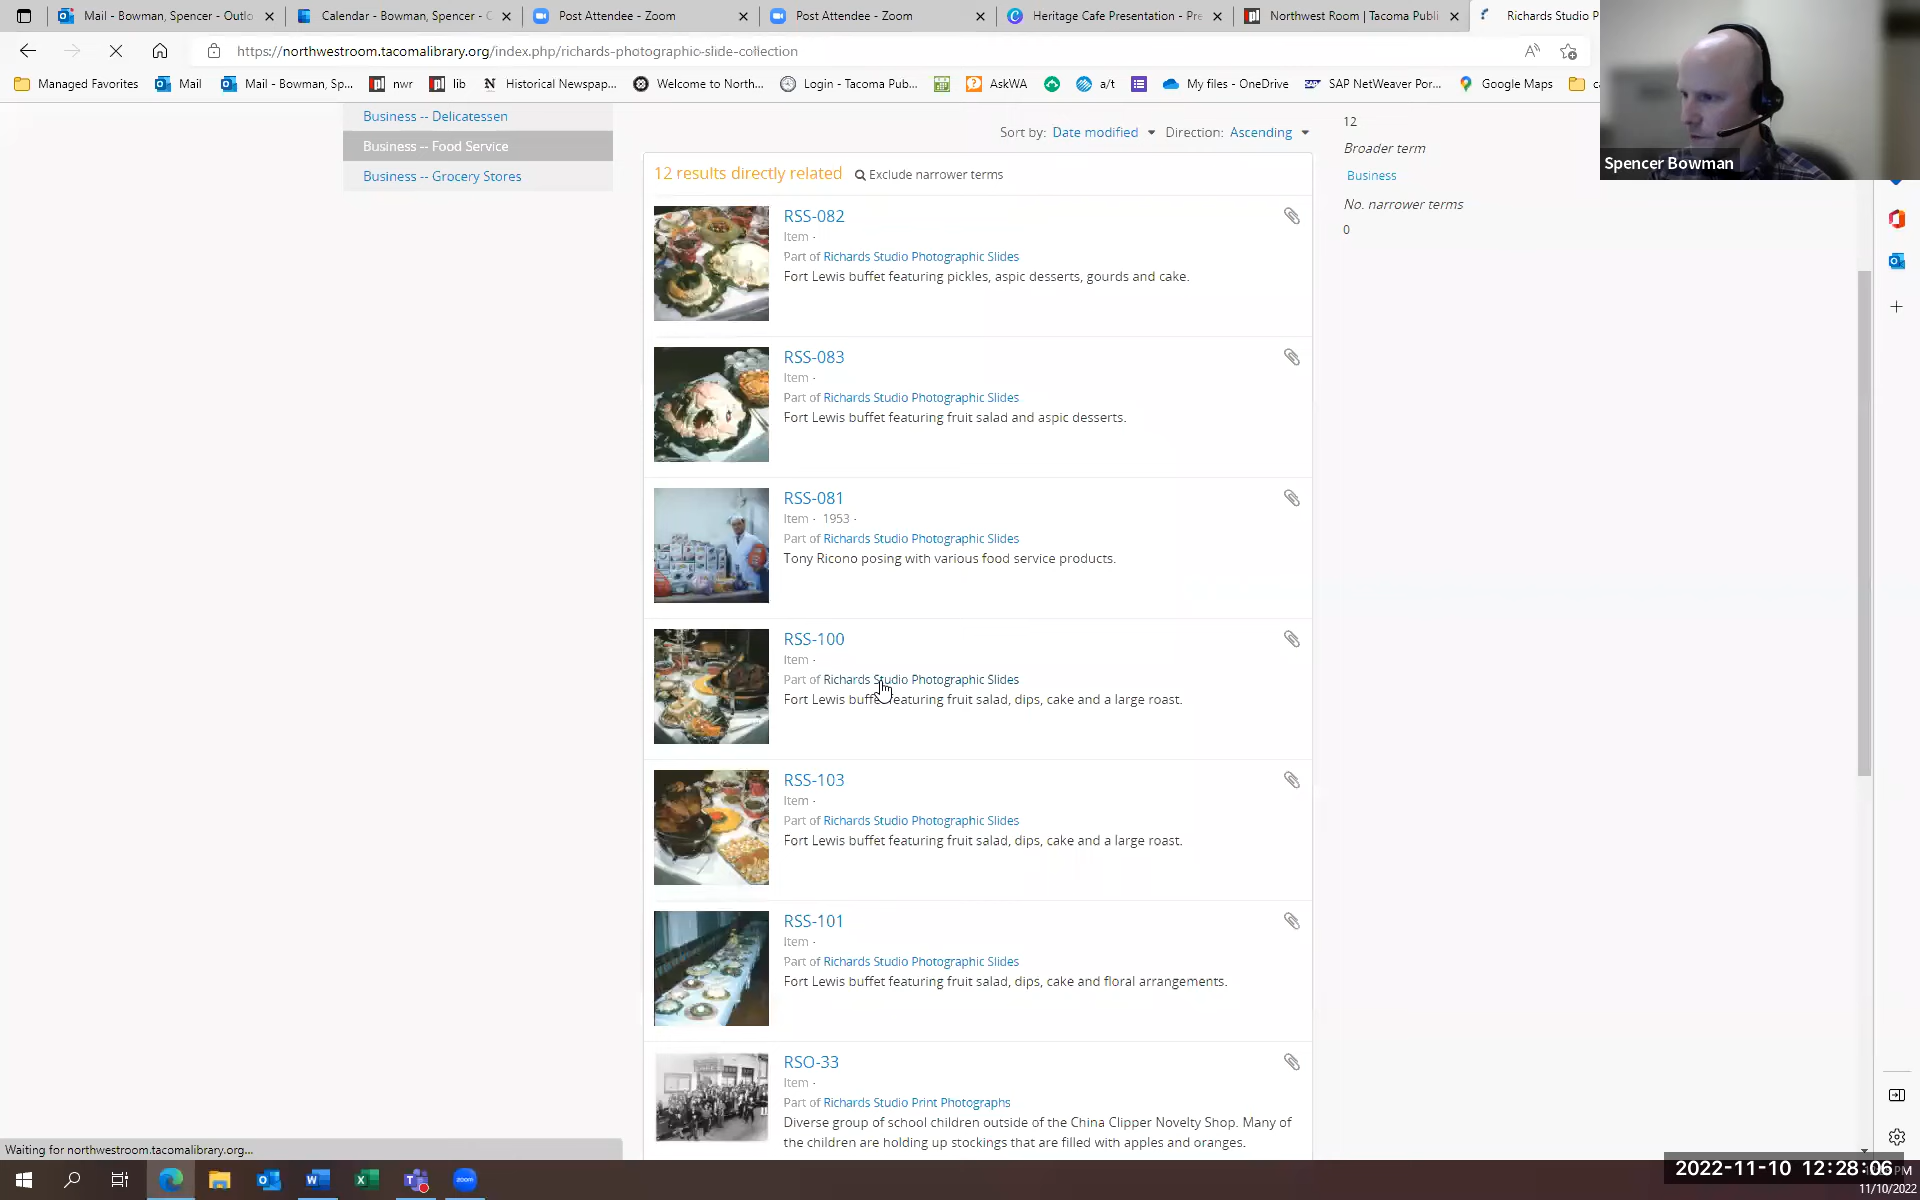 Mail - Bowman, Spencer - Outlo
Calendar - Bowman, Spencer - C
Post Attendee - Zoom
Post Attendee - Zoom
Heritage Cafe Presentation - Pre
Northwest Room | Tacoma Publi
Richards Studio P
https://northwestroom.tacomalibrary.org/index.php/richards-photographic-slide-collection
Managed Favorites
Mail
Mail - Bowman, Sp...
nwr
lib
Historical Newspap...
Welcome to North...
Login - Tacoma Pub...
AskWA
a/t
My files - OneDrive
SAP NetWeaver Por...
Google Maps
Spencer Bowman
Business -- Delicatessen
Business -- Food Service
Business -- Grocery Stores
Sort by: Date modified Direction: Ascending
12 results directly related Exclude narrower terms
RSS-082
Item -
Part of Richards Studio Photographic Slides
Fort Lewis buffet featuring pickles, aspic desserts, gourds and cake.
RSS-083
Item -
Part of Richards Studio Photographic Slides
Fort Lewis buffet featuring fruit salad and aspic desserts.
RSS-081
Item - 1953 -
Part of Richards Studio Photographic Slides
Tony Ricono posing with various food service products.
RSS-100
Item -
Part of Richards Studio Photographic Slides
Fort Lewis buffet featuring fruit salad, dips, cake and a large roast.
RSS-103
Item -
Part of Richards Studio Photographic Slides
Fort Lewis buffet featuring fruit salad, dips, cake and a large roast.
RSS-101
Item -
Part of Richards Studio Photographic Slides
Fort Lewis buffet featuring fruit salad, dips, cake and floral arrangements.
RSO-33
Item -
Part of Richards Studio Print Photographs
Diverse group of school children outside of the China Clipper Novelty Shop. Many of
the children are holding up stockings that are filled with apples and oranges.
12
Broader term
Business
No. narrower terms
0
Waiting for northwestroom.tacomalibrary.org...
2022-11-10 12:28:06
PM
11/10/2022